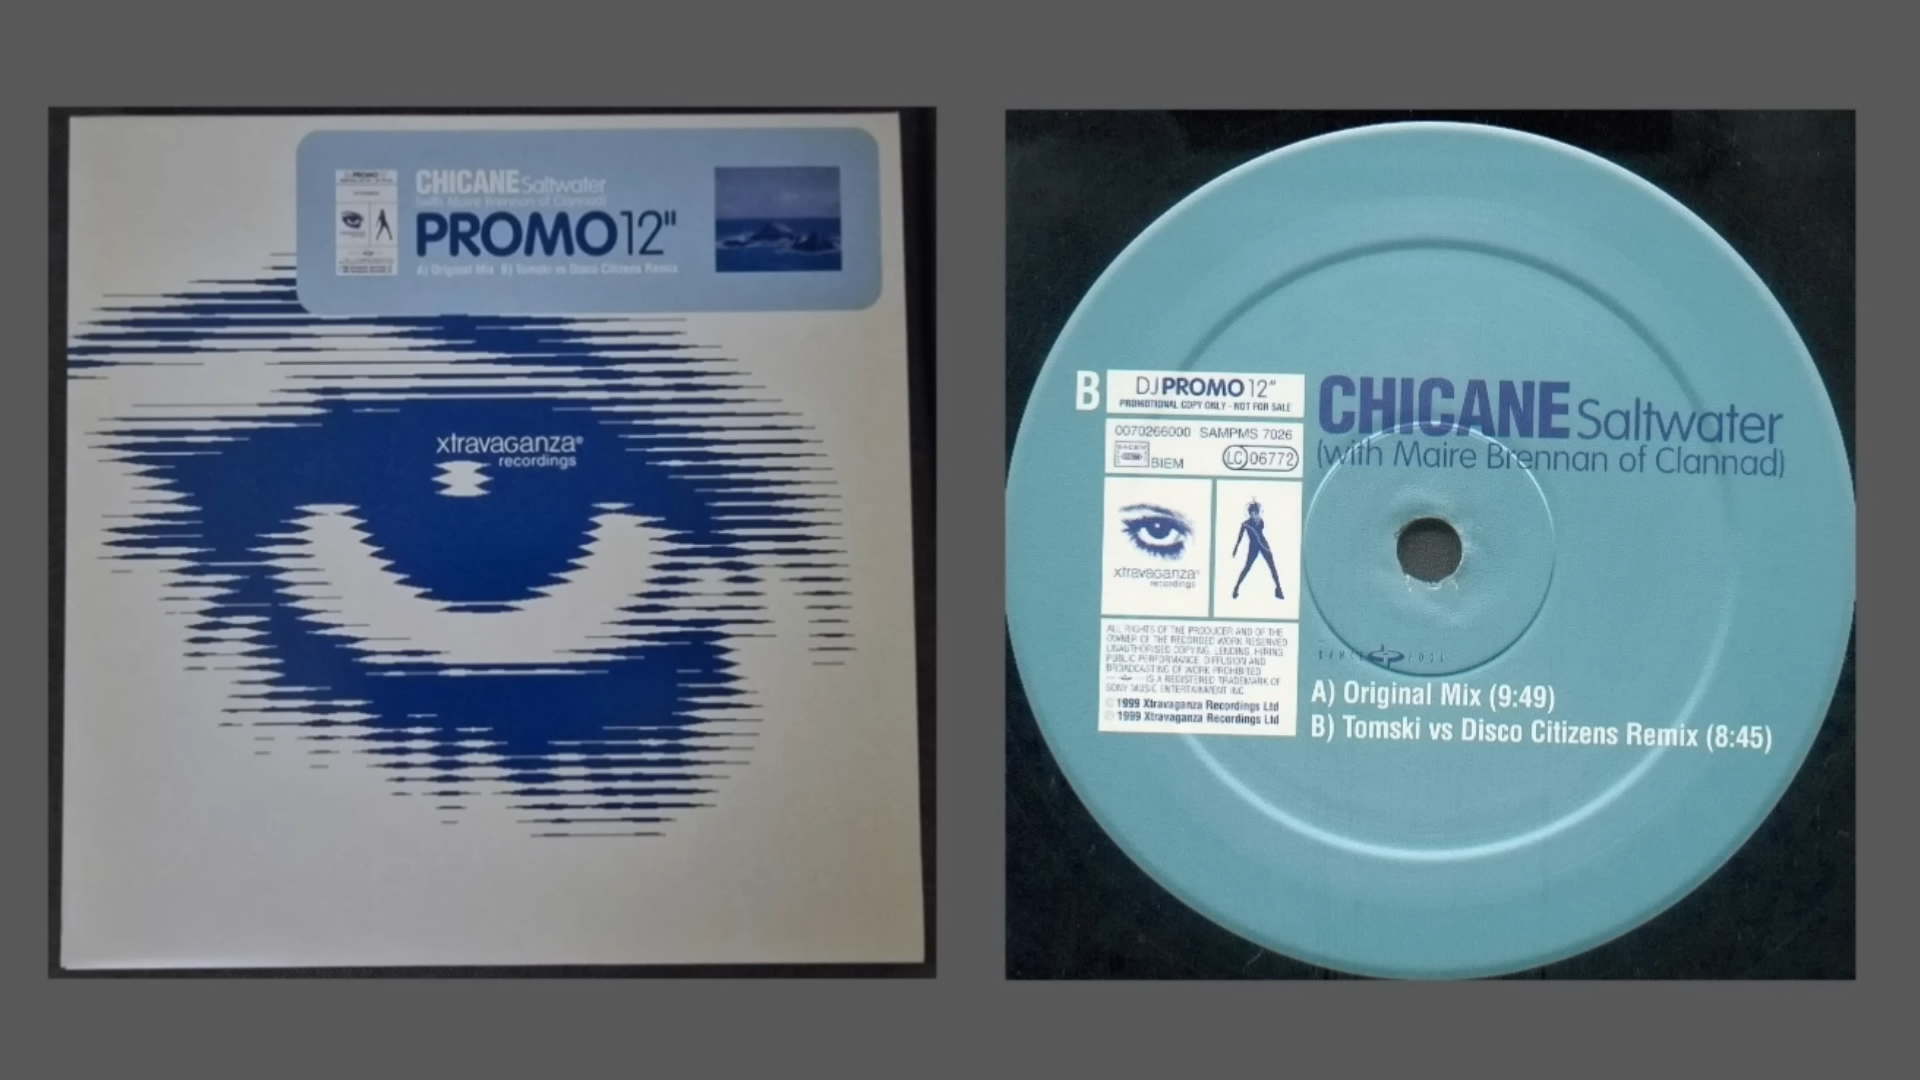 CHICANE Saltwater
(with Maire Brennan of Clannad)
PROMO 12"
A) Original Mix B) Tomski vs Disco Citizens Remix
xtravaganza®
recordings
B
DJ PROMO 12"
PROMOTIONAL COPY ONLY - NOT FOR SALE
0070266000 SAMPMS 7026
BIEM LC 06772
xtravaganza®
recordings
ALL RIGHTS OF THE PRODUCER AND OF THE
OWNER OF THE RECORDED WORK RESERVED
UNAUTHORISED COPYING, LENDING, HIRING
PUBLIC PERFORMANCE, DIFFUSION AND
BROADCASTING OF WORK PROHIBITED
IS A REGISTERED TRADEMARK OF
SONY MUSIC ENTERTAINMENT INC.
1999 Xtravaganza Recordings Ltd
1999 Xtravaganza Recordings Ltd
CHICANE Saltwater
(with Maire Brennan of Clannad)
A) Original Mix (9:49)
B) Tomski vs Disco Citizens Remix (8:45)